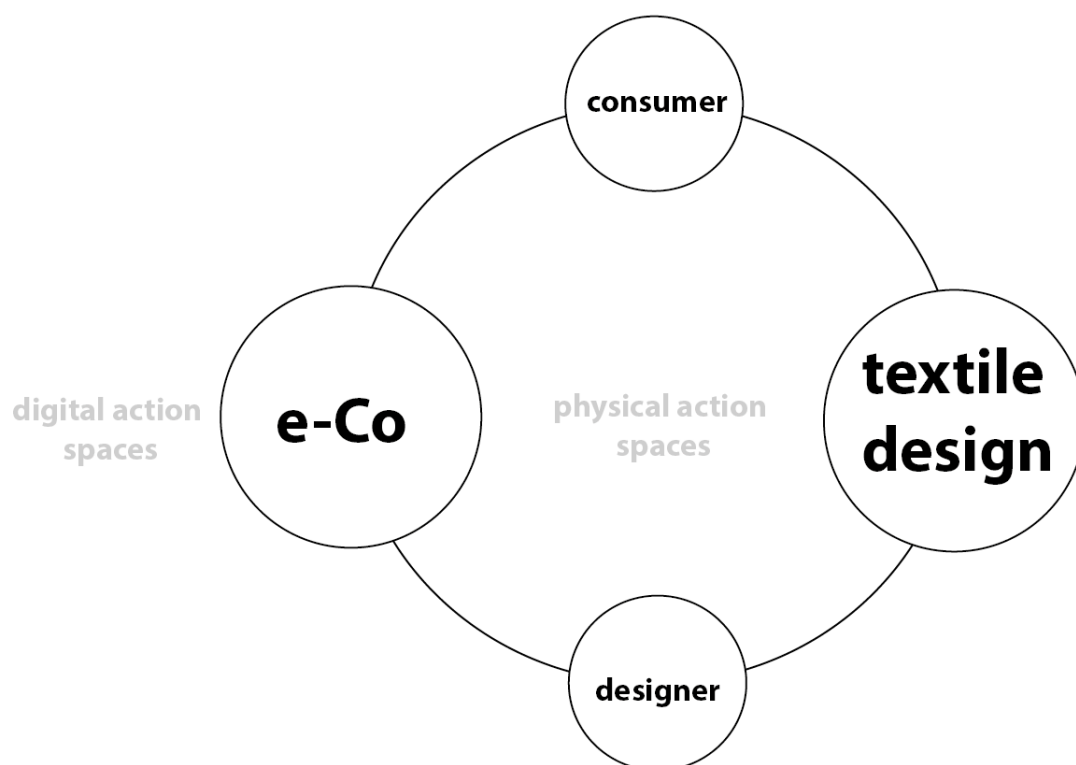 consumer
digital action
spaces
e-Co
physical action
spaces
textile
design
designer